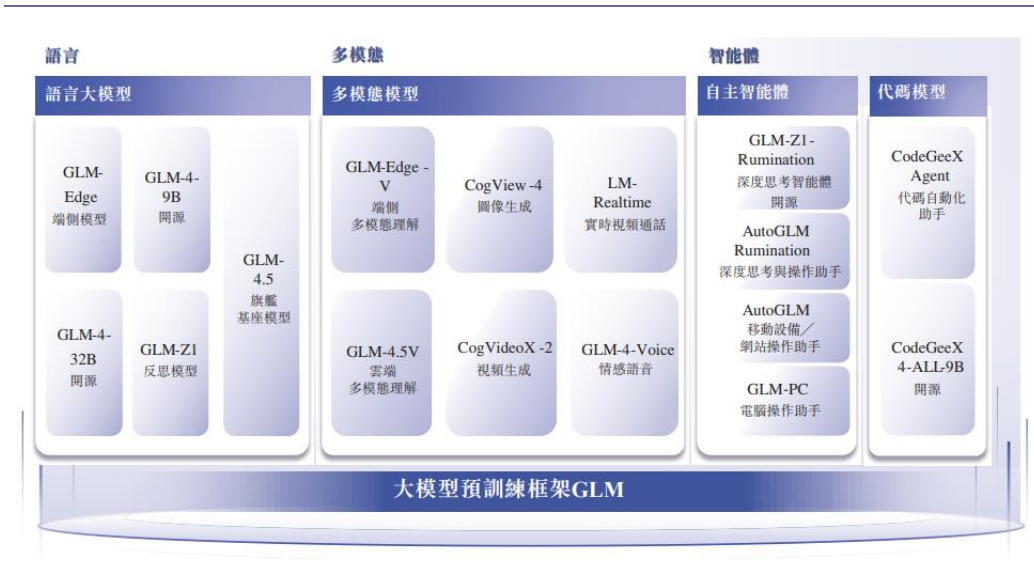 語言
語言大模型
GLM-
Edge
端側模型
GLM-4-
9B
開源
GLM-4-
32B
開源
GLM-Z1
反思模型
GLM-
4.5
旗艦
基座模型
多模態
多模態模型
GLM-Edge -
V
端側
多模態理解
CogView -4
圖像生成
LM-
Realtime
實時視頻通話
GLM-4.5V
雲端
多模態理解
CogVideoX -2
視頻生成
GLM-4-Voice
情感語音
智能體
自主智能體
GLM-Z1-
Rumination
深度思考智能體
開源
AutoGLM
Rumination
深度思考與操作助手
AutoGLM
移動設備／
網站操作助手
GLM-PC
電腦操作助手
代碼模型
CodeGeeX
Agent
代碼自動化
助手
CodeGeeX
4-ALL-9B
開源
大模型預訓練框架GLM